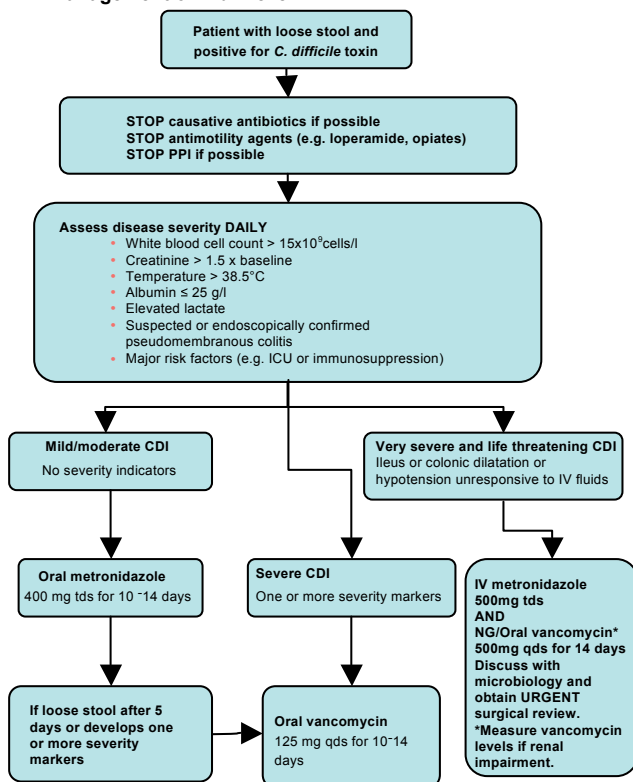 Patient with loose stool and
positive for C. difficile toxin
STOP causative antibiotics if possible
STOP antimotility agents (e.g. loperamide, opiates)
STOP PPI if possible
Assess disease severity DAILY
• White blood cell count > 15x10⁹cells/l
• Creatinine > 1.5 x baseline
• Temperature > 38.5°C
• Albumin ≤ 25 g/l
• Elevated lactate
• Suspected or endoscopically confirmed
pseudomembranous colitis
• Major risk factors (e.g. ICU or immunosuppression)
Mild/moderate CDI
No severity indicators
Very severe and life threatening CDI
Ileus or colonic dilatation or
hypotension unresponsive to IV fluids
Oral metronidazole
400 mg tds for 10 -14 days
Severe CDI
One or more severity markers
IV metronidazole
500mg tds
AND
NG/Oral vancomycin*
500mg qds for 14 days
Discuss with
microbiology and
obtain URGENT
surgical review.
*Measure vancomycin
levels if renal
impairment.
If loose stool after 5
days or develops one
or more severity
markers
Oral vancomycin
125 mg qds for 10-14
days